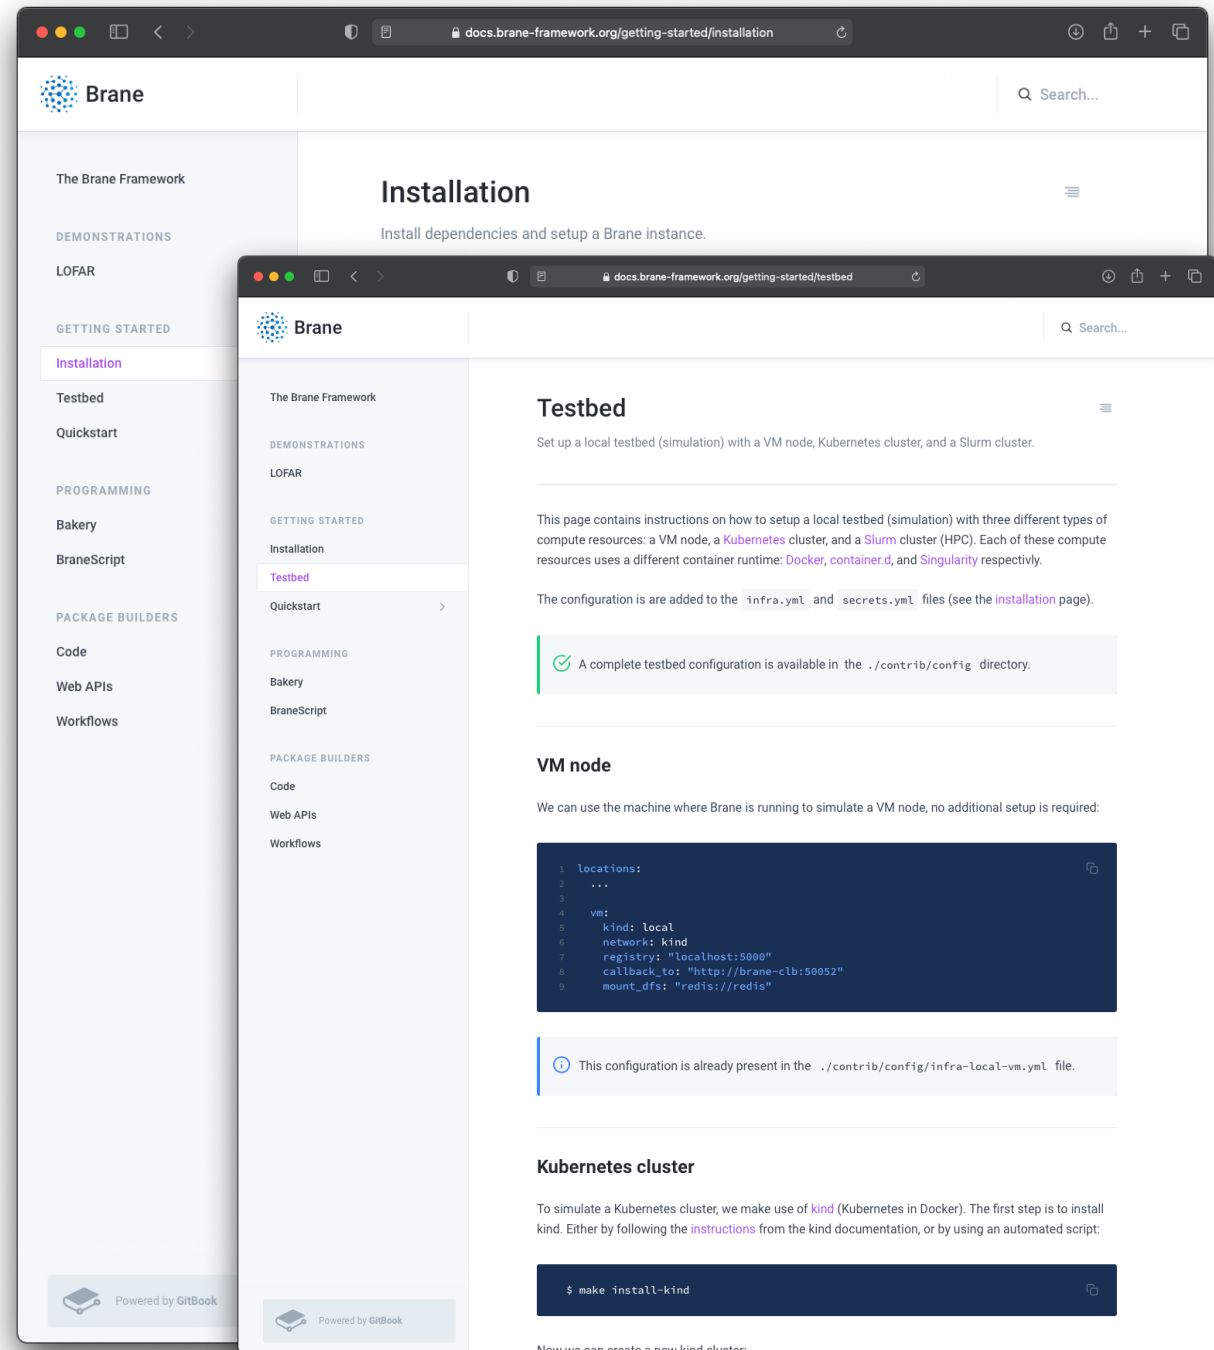 docs.brane-framework.org/getting-started/installation
Brane
Search...
The Brane Framework
DEMONSTRATIONS
LOFAR
GETTING STARTED
Installation
Testbed
Quickstart
PROGRAMMING
Bakery
BraneScript
PACKAGE BUILDERS
Code
Web APIs
Workflows
Powered by GitBook
Installation
Install dependencies and setup a Brane instance.
docs.brane-framework.org/getting-started/testbed
Brane
Search...
The Brane Framework
DEMONSTRATIONS
LOFAR
GETTING STARTED
Installation
Testbed
Quickstart
PROGRAMMING
Bakery
BraneScript
PACKAGE BUILDERS
Code
Web APIs
Workflows
Powered by GitBook
Testbed
Set up a local testbed (simulation) with a VM node, Kubernetes cluster, and a Slurm cluster.
This page contains instructions on how to setup a local testbed (simulation) with three different types of
compute resources: a VM node, a Kubernetes cluster, and a Slurm cluster (HPC). Each of these compute
resources uses a different container runtime: Docker, container.d, and Singularity respectivly.
The configuration is are added to the infra.yml and secrets.yml files (see the installation page).
A complete testbed configuration is available in the ./contrib/config directory.
VM node
We can use the machine where Brane is running to simulate a VM node, no additional setup is required:
1 locations:
2 ...
3
4 vm:
5 kind: local
6 network: kind
7 registry: "localhost:5000"
8 callback_to: "http://brane-clb:50052"
9 mount_dfs: "redis://redis"
This configuration is already present in the ./contrib/config/infra-local-vm.yml file.
Kubernetes cluster
To simulate a Kubernetes cluster, we make use of kind (Kubernetes in Docker). The first step is to install
kind. Either by following the instructions from the kind documentation, or by using an automated script:
$ make install-kind
Now we can create a new kind cluster: